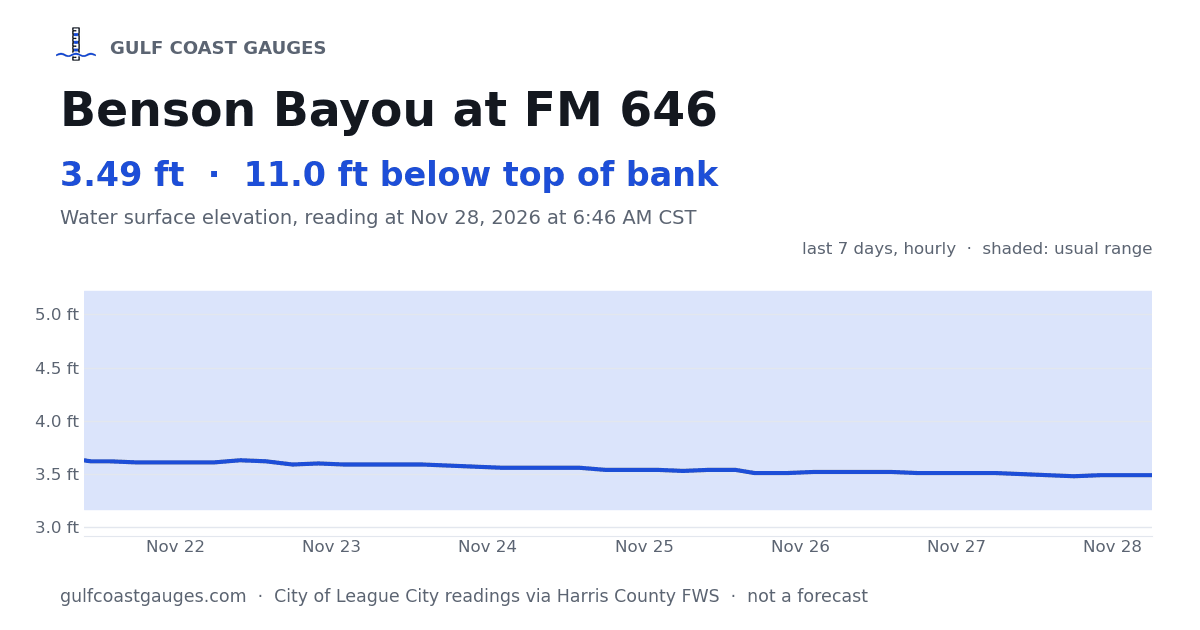 GULF COAST GAUGES
Benson Bayou at FM 646
3.49 ft · 11.0 ft below top of bank
Water surface elevation, reading at Nov 28, 2026 at 6:46 AM CST
last 7 days, hourly · shaded: usual range
5.0 ft
4.5 ft
4.0 ft
3.5 ft
3.0 ft
Nov 22 Nov 23 Nov 24 Nov 25 Nov 26 Nov 27 Nov 28
gulfcoastgauges.com · City of League City readings via Harris County FWS · not a forecast